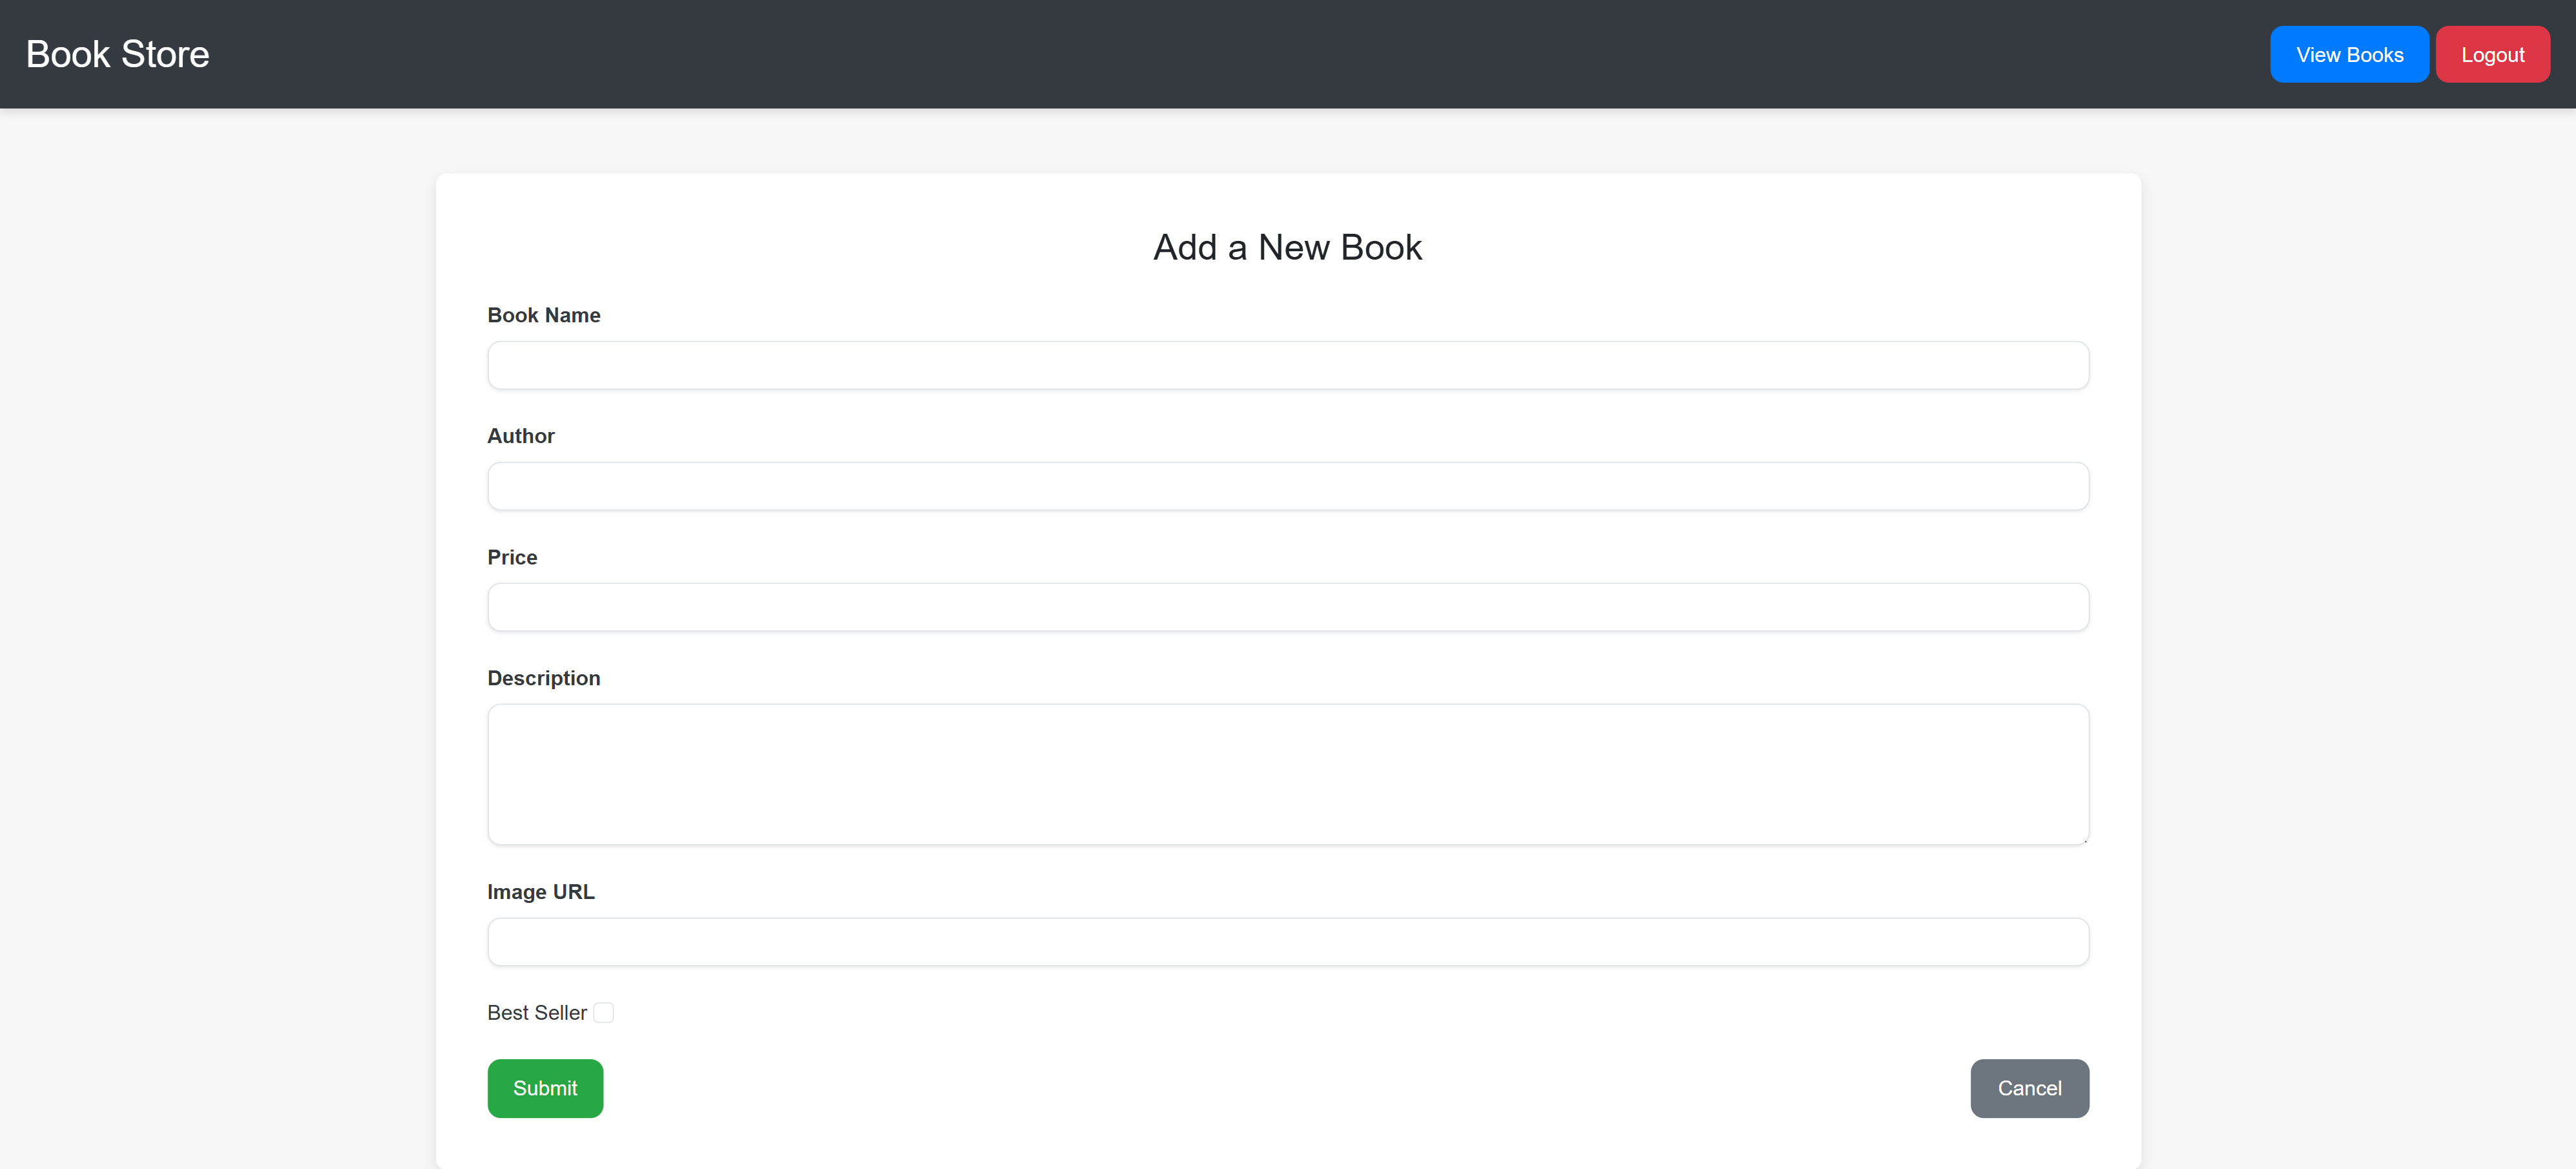 Book Store
View Books
Logout
Add a New Book
Book Name
Author
Price
Description
Image URL
Best Seller
Submit
Cancel